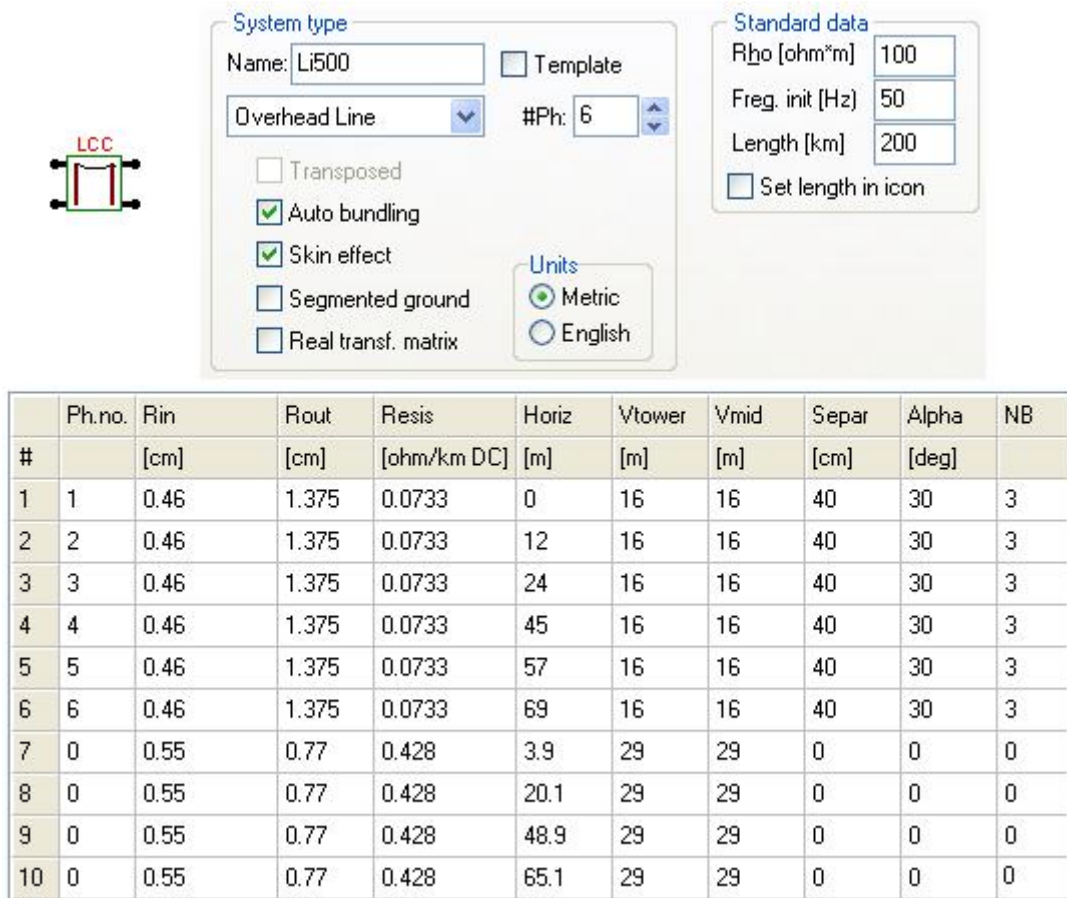 System type
Name: Li500
Template
Overhead Line
#Ph: 6
Transposed
Auto bundling
Skin effect
Segmented ground
Real transf. matrix
Units
Metric
English
Standard data
Rho [ohm*m] 100
Freq. init (Hz) 50
Length [km] 200
Set length in icon
LCC
Ph.no. Rin Rout Resis Horiz Vtower Vmid Separ Alpha NB
# [cm] [cm] [ohm/km DC] [m] [m] [m] [cm] [deg]
1 1 0.46 1.375 0.0733 0 16 16 40 30 3
2 2 0.46 1.375 0.0733 12 16 16 40 30 3
3 3 0.46 1.375 0.0733 24 16 16 40 30 3
4 4 0.46 1.375 0.0733 45 16 16 40 30 3
5 5 0.46 1.375 0.0733 57 16 16 40 30 3
6 6 0.46 1.375 0.0733 69 16 16 40 30 3
7 0 0.55 0.77 0.428 3.9 29 29 0 0 0
8 0 0.55 0.77 0.428 20.1 29 29 0 0 0
9 0 0.55 0.77 0.428 48.9 29 29 0 0 0
10 0 0.55 0.77 0.428 65.1 29 29 0 0 0